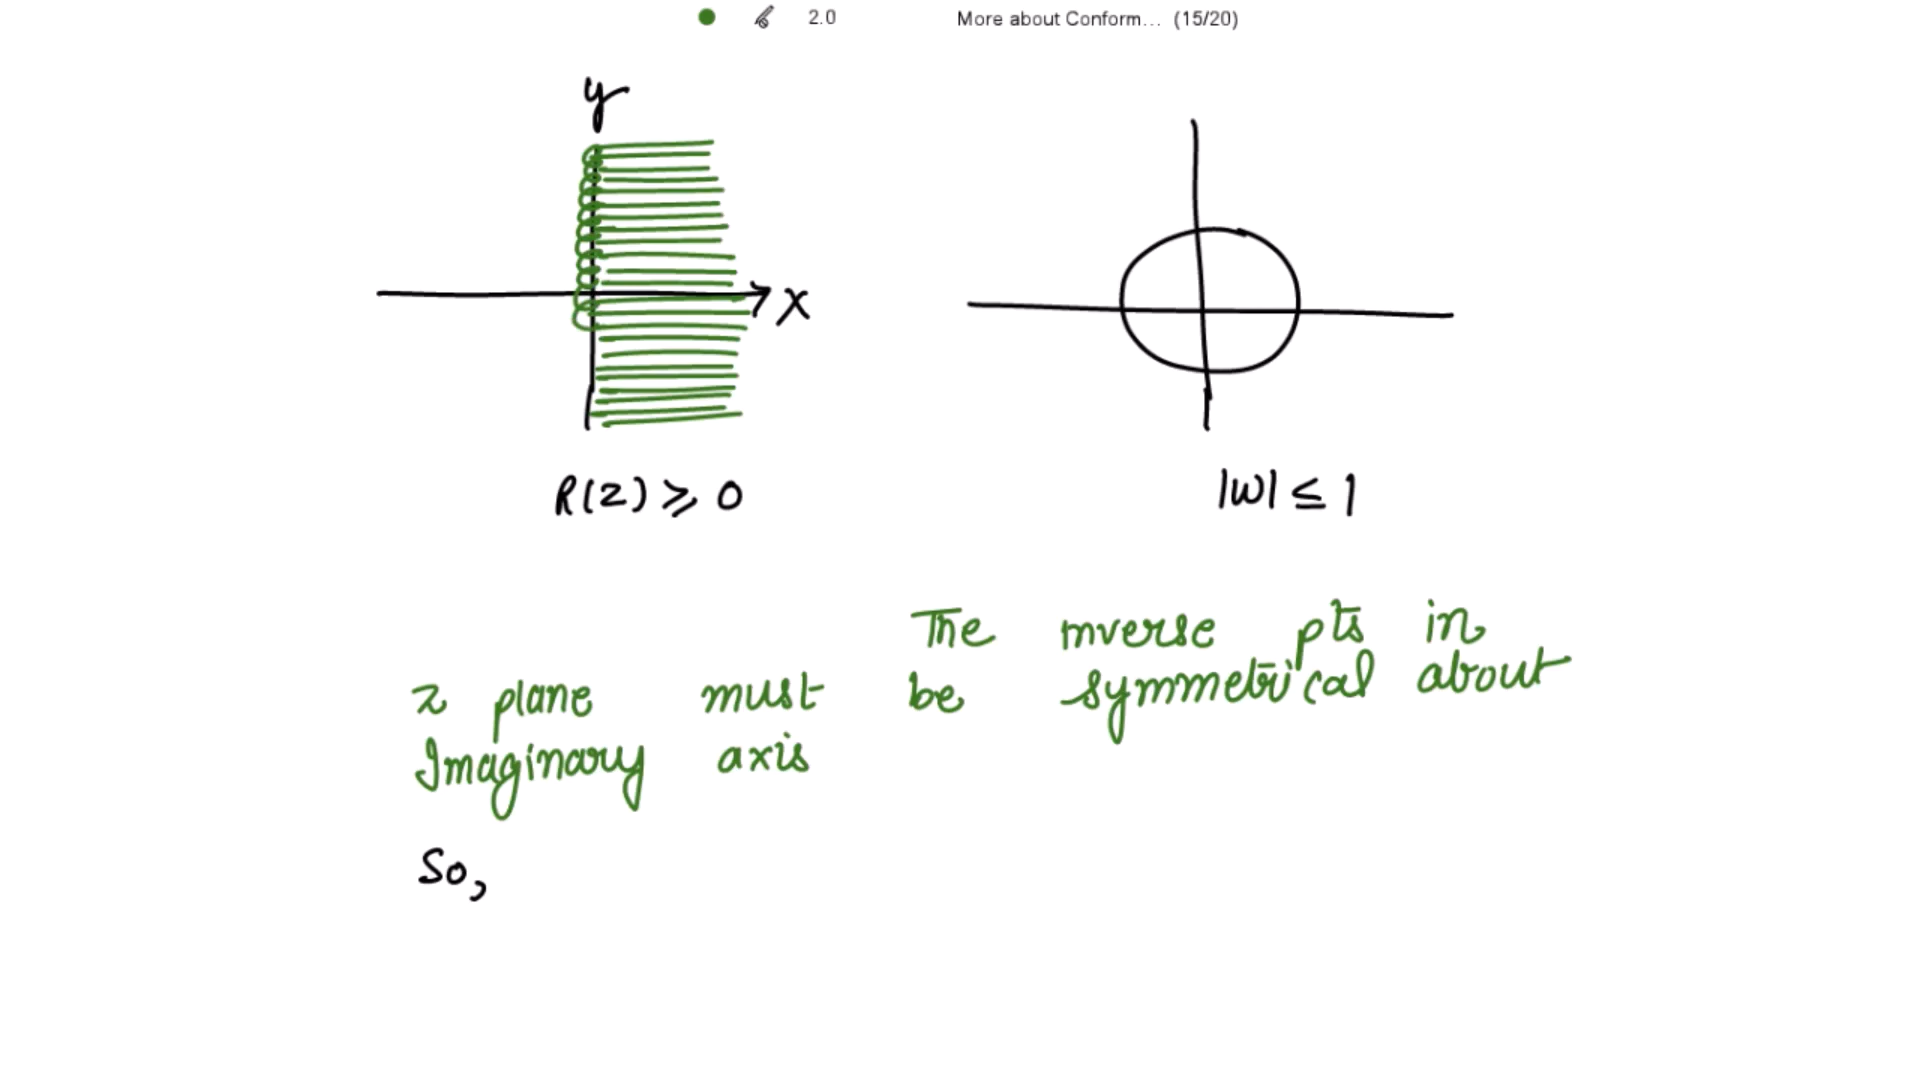 2.0 More about Conform... (15/20)
y
X
R(z) ⩾ 0
|w| ≤ 1
The inverse pts in
z plane must be symmetrical about
Imaginary axis
So,